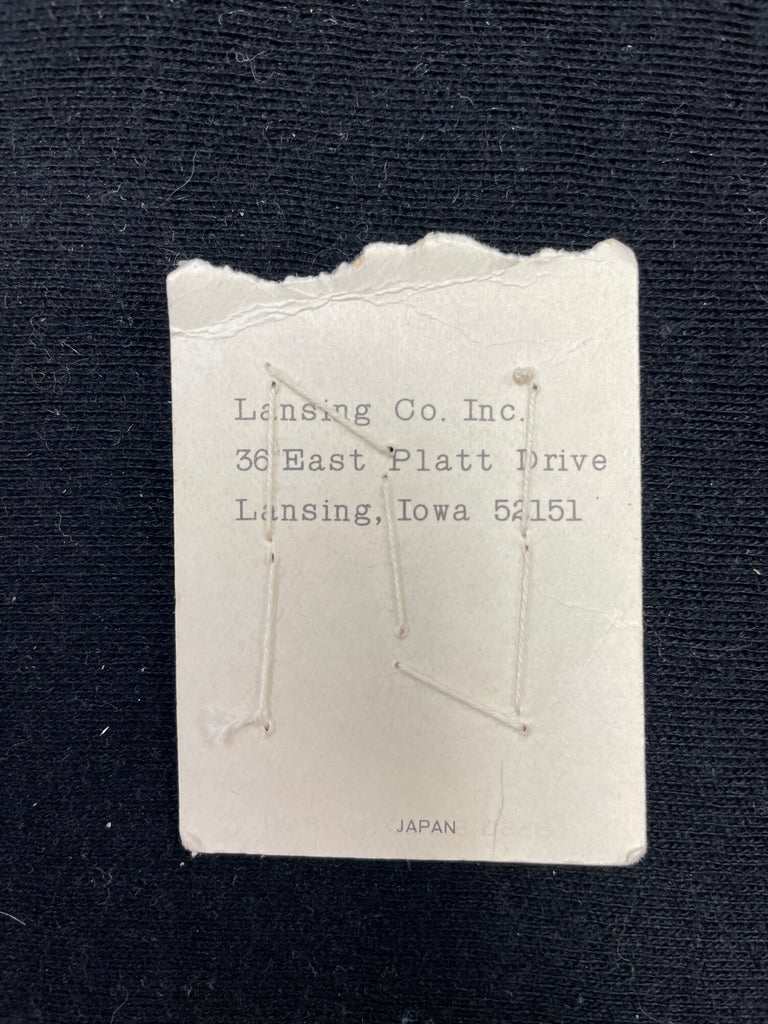 Lansing Co. Inc.
36 East Platt Drive
Lansing, Iowa 52151
JAPAN